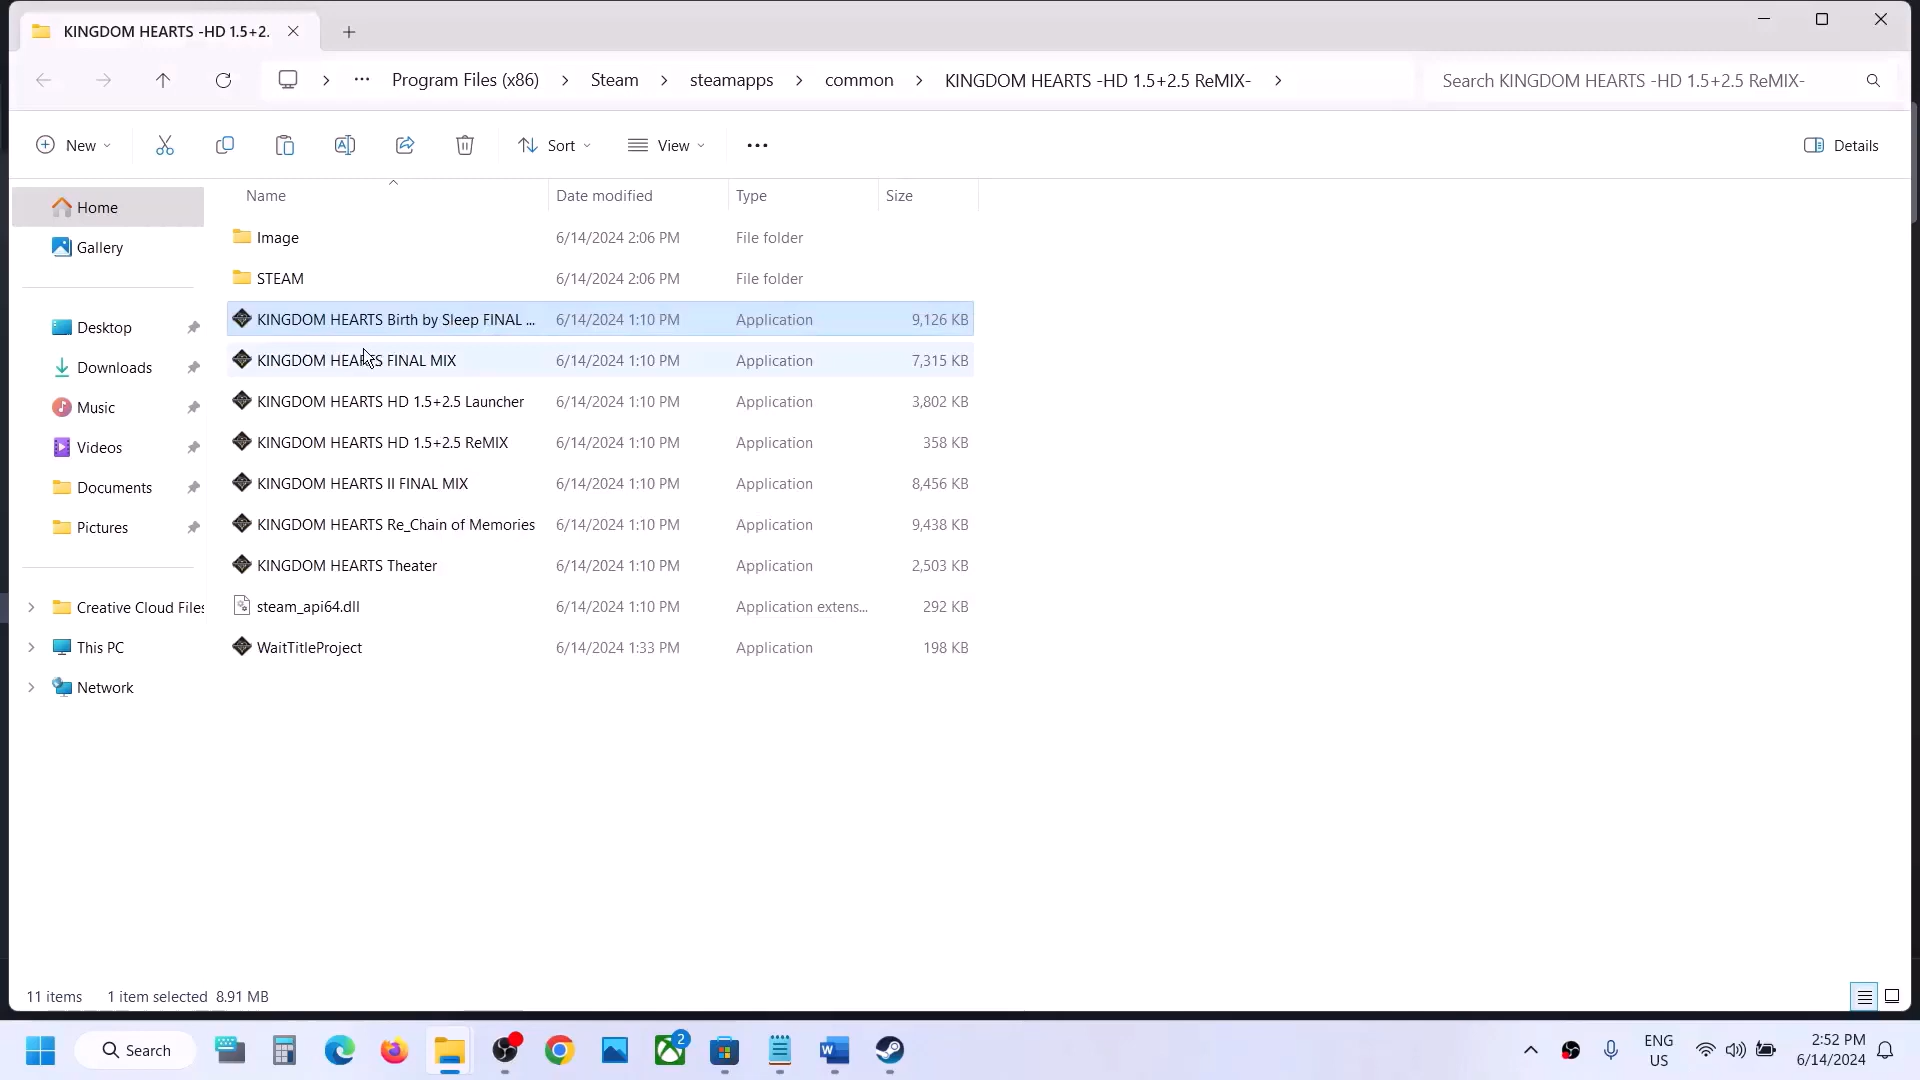 KINGDOM HEARTS -HD 1.5+2.
Program Files (x86) Steam steamapps common KINGDOM HEARTS -HD 1.5+2.5 ReMIX- Search KINGDOM HEARTS -HD 1.5+2.5 ReMIX-
New Sort View Details
Name Date modified Type Size
Home
Gallery
Desktop
Downloads
Music
Videos
Documents
Pictures
Creative Cloud Files
This PC
Network
Image 6/14/2024 2:06 PM File folder
STEAM 6/14/2024 2:06 PM File folder
KINGDOM HEARTS Birth by Sleep FINAL ... 6/14/2024 1:10 PM Application 9,126 KB
KINGDOM HEARTS FINAL MIX 6/14/2024 1:10 PM Application 7,315 KB
KINGDOM HEARTS HD 1.5+2.5 Launcher 6/14/2024 1:10 PM Application 3,802 KB
KINGDOM HEARTS HD 1.5+2.5 ReMIX 6/14/2024 1:10 PM Application 358 KB
KINGDOM HEARTS II FINAL MIX 6/14/2024 1:10 PM Application 8,456 KB
KINGDOM HEARTS Re_Chain of Memories 6/14/2024 1:10 PM Application 9,438 KB
KINGDOM HEARTS Theater 6/14/2024 1:10 PM Application 2,503 KB
steam_api64.dll 6/14/2024 1:10 PM Application extens... 292 KB
WaitTitleProject 6/14/2024 1:33 PM Application 198 KB
11 items 1 item selected 8.91 MB
Search 2 ENG 2:52 PM
US 6/14/2024